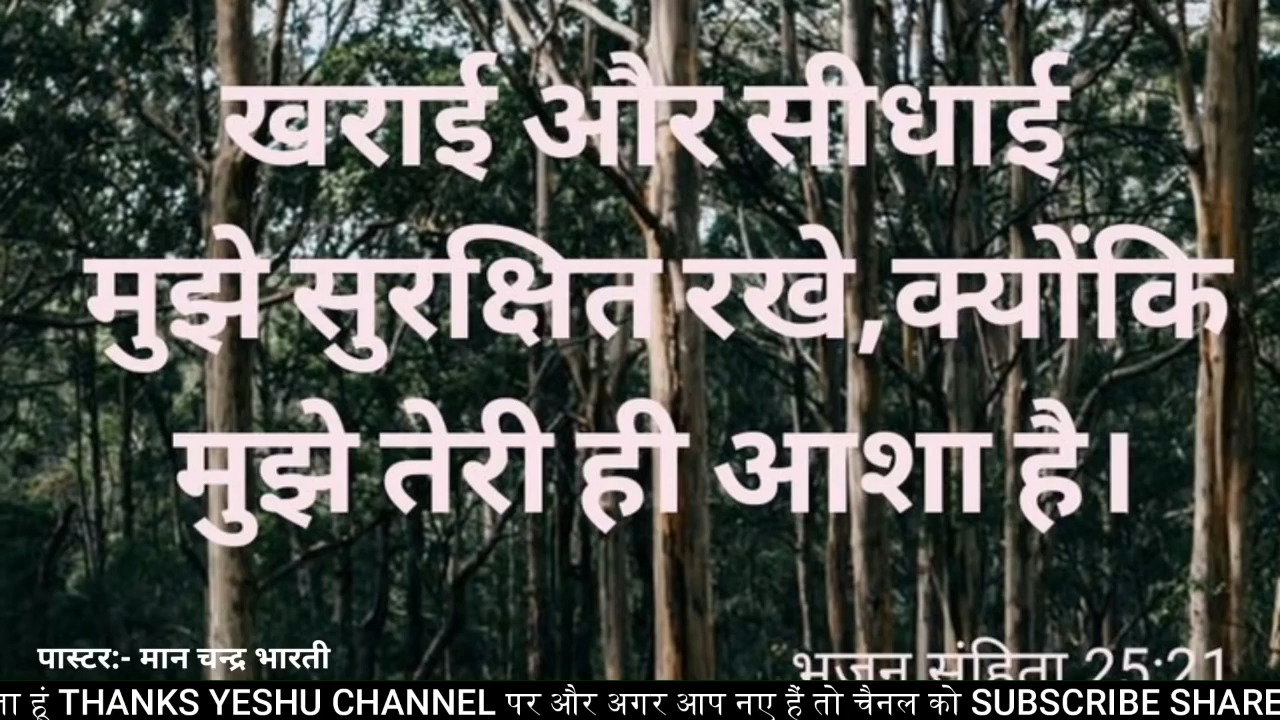 खराई और सीधाई
मुझे सुरक्षित रखे,क्योंकि
मुझे तेरी ही आशा है।
पास्टर:- मान चन्द्र भारती
भजन संहिता 25:21
ता हूं THANKS YESHU CHANNEL पर और अगर आप नए हैं तो चैनल को SUBSCRIBE SHARE